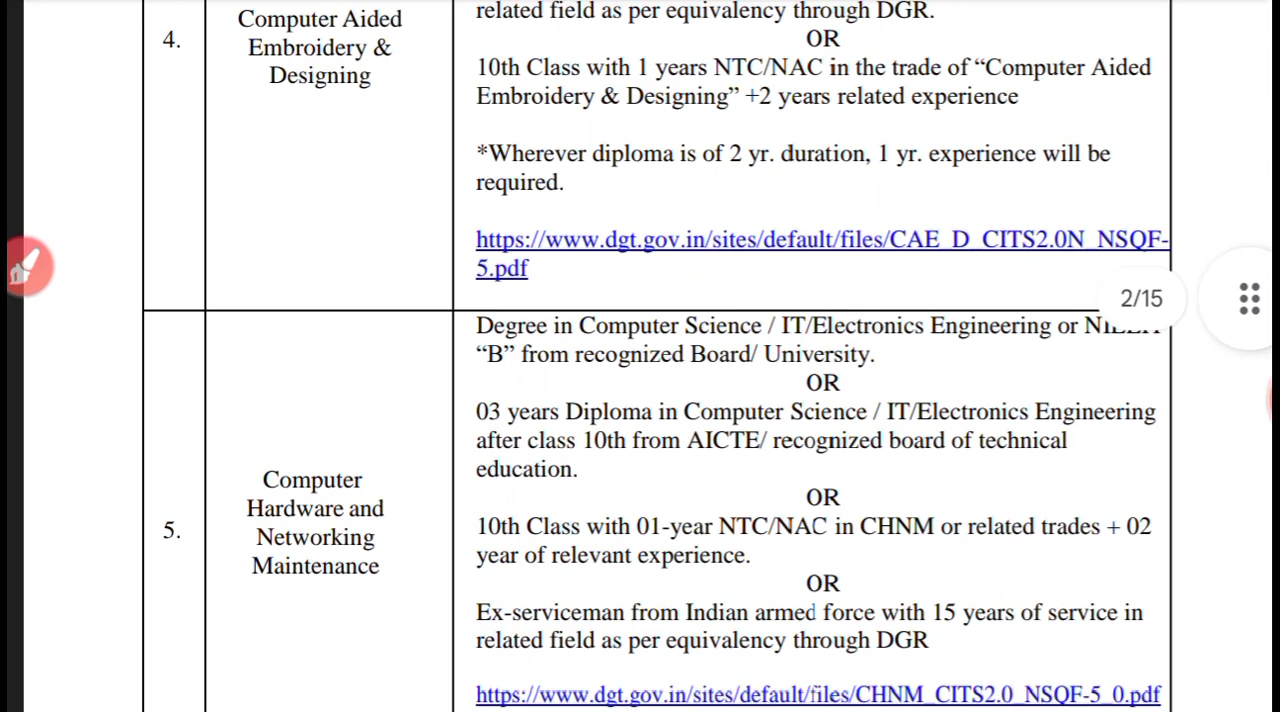 4.
Computer Aided
Embroidery &
Designing
related field as per equivalency through DGR.
OR
10th Class with 1 years NTC/NAC in the trade of “Computer Aided
Embroidery & Designing” +2 years related experience
*Wherever diploma is of 2 yr. duration, 1 yr. experience will be
required.
https://www.dgt.gov.in/sites/default/files/CAE_D_CITS2.0N_NSQF-
5.pdf
2/15
5.
Computer
Hardware and
Networking
Maintenance
Degree in Computer Science / IT/Electronics Engineering or
“B” from recognized Board/ University.
OR
03 years Diploma in Computer Science / IT/Electronics Engineering
after class 10th from AICTE/ recognized board of technical
education.
OR
10th Class with 01-year NTC/NAC in CHNM or related trades + 02
year of relevant experience.
OR
Ex-serviceman from Indian armed force with 15 years of service in
related field as per equivalency through DGR
https://www.dgt.gov.in/sites/default/files/CHNM_CITS2.0_NSQF-5_0.pdf